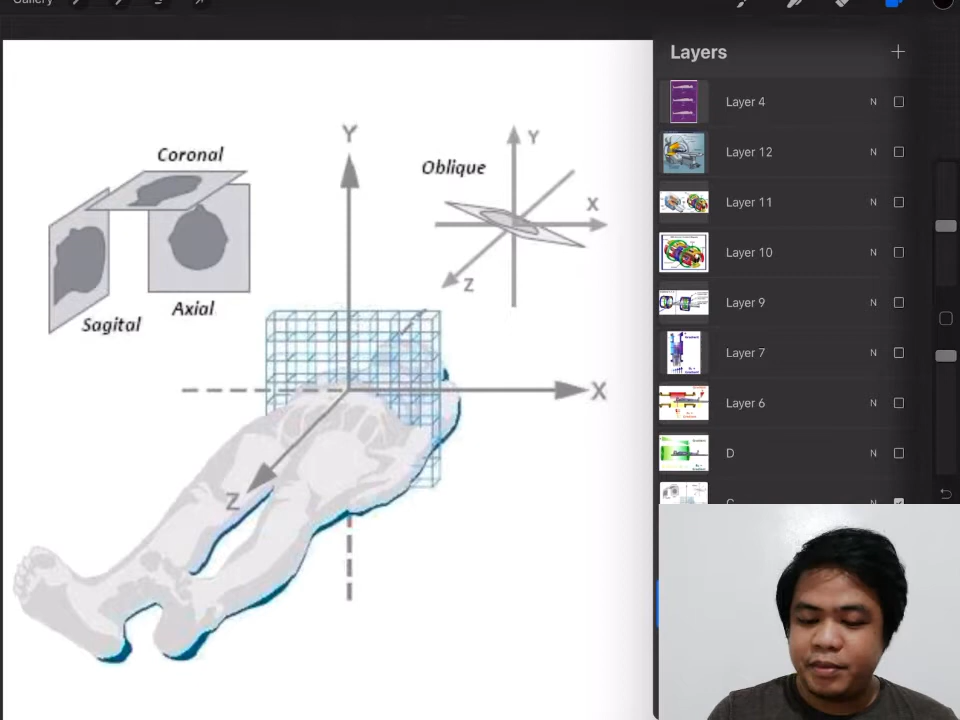 Gallery
Layers
Coronal
Y
Oblique
Y
X
Z
Sagital
Axial
X
Z
Layer 4 N
Layer 12 N
Layer 11 N
Layer 10 N
Layer 9 N
Layer 7 N
Layer 6 N
D N